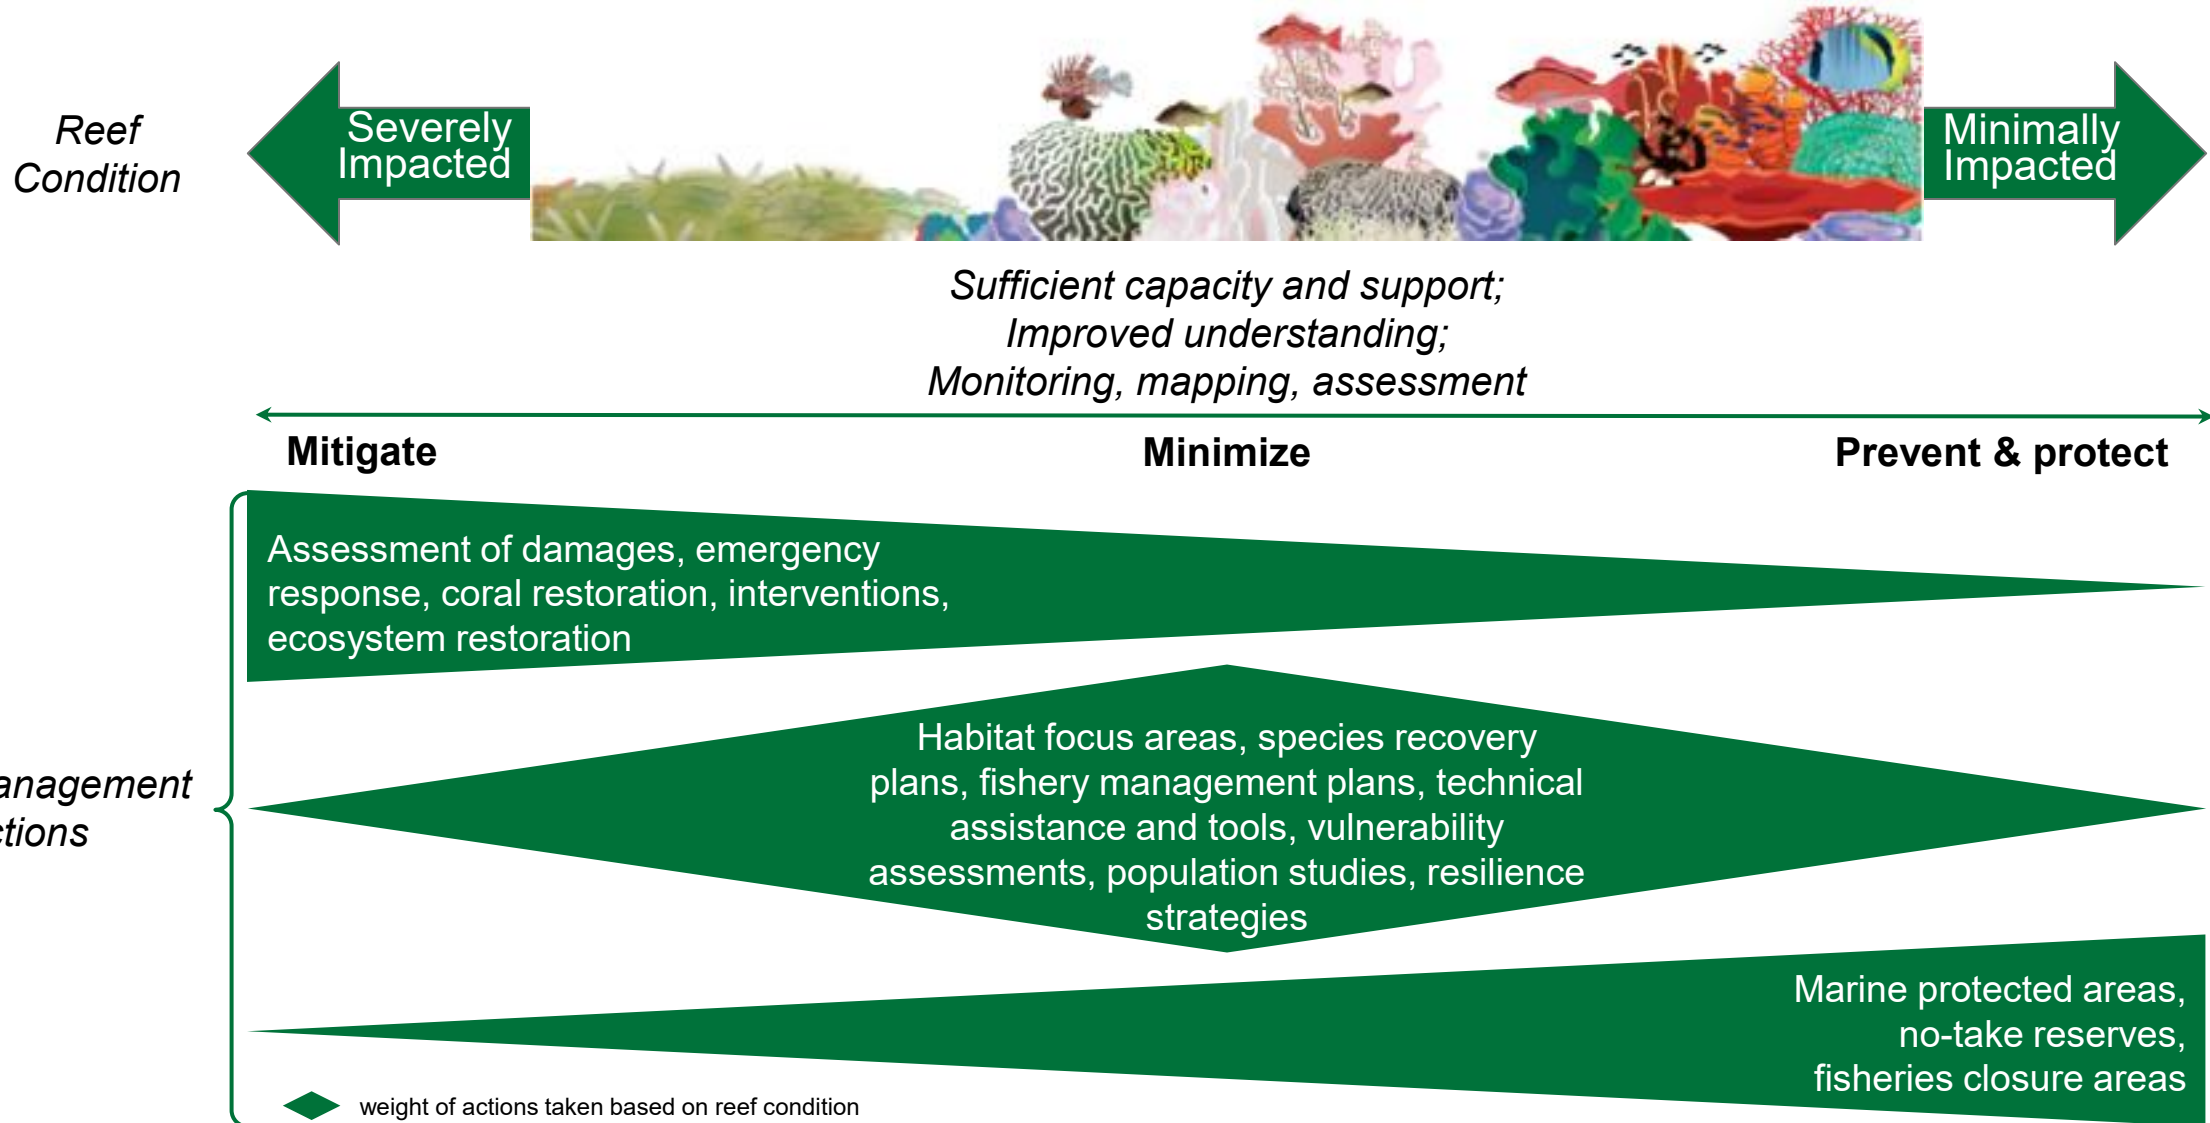 Reef
Condition
Severely
Impacted
Minimally
Impacted
Sufficient capacity and support;
Improved understanding;
Monitoring, mapping, assessment
Mitigate
Minimize
Prevent & protect
Assessment of damages, emergency
response, coral restoration, interventions,
ecosystem restoration
anagement
ctions
Habitat focus areas, species recovery
plans, fishery management plans, technical
assistance and tools, vulnerability
assessments, population studies, resilience
strategies
Marine protected areas,
no-take reserves,
fisheries closure areas
weight of actions taken based on reef condition